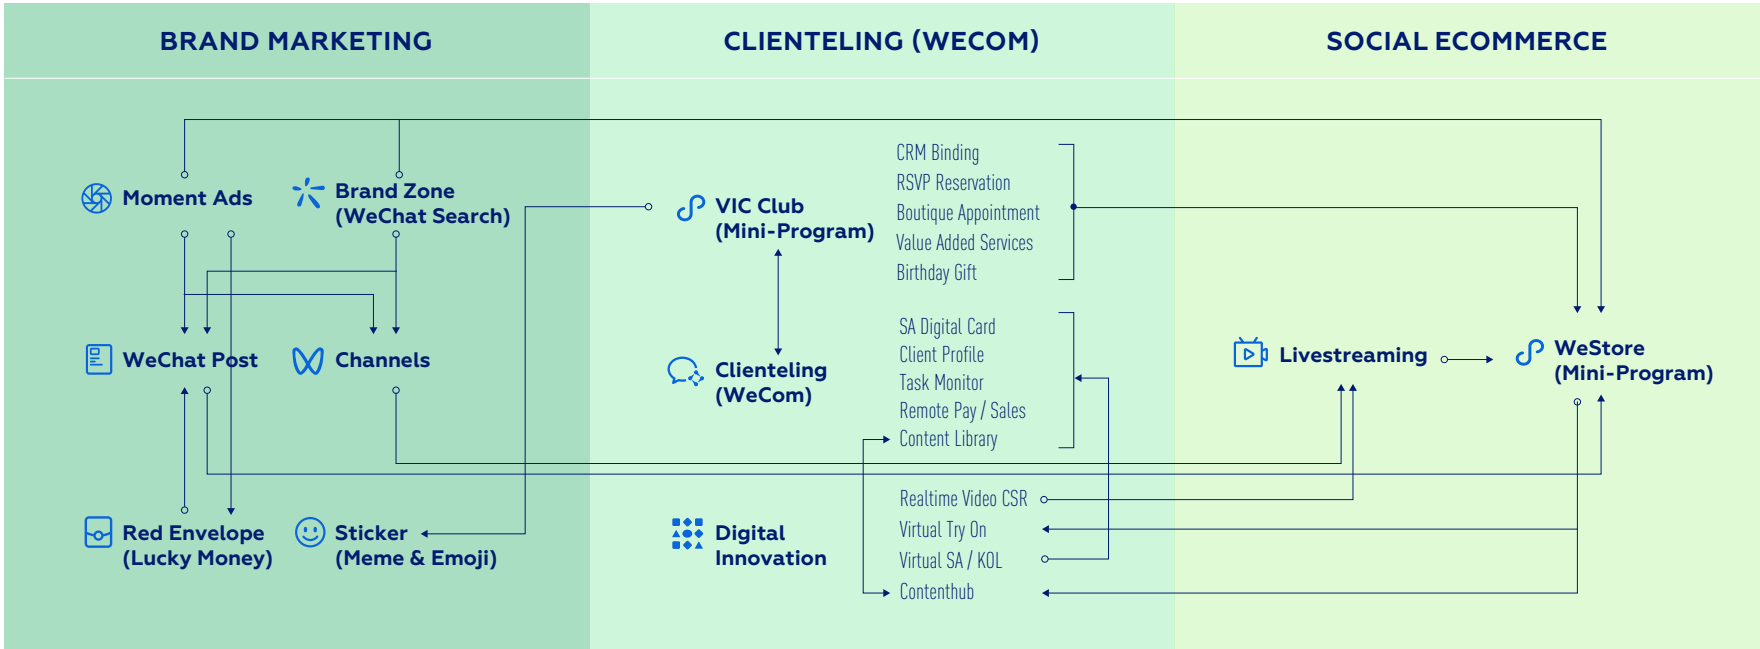 BRAND MARKETING
CLIENTELING (WECOM)
SOCIAL ECOMMERCE
Moment Ads
Brand Zone
(WeChat Search)
WeChat Post
Channels
Red Envelope
(Lucky Money)
Sticker
(Meme & Emoji)
VIC Club
(Mini-Program)
CRM Binding
RSVP Reservation
Boutique Appointment
Value Added Services
Birthday Gift
Clienteling
(WeCom)
SA Digital Card
Client Profile
Task Monitor
Remote Pay / Sales
Content Library
Digital
Innovation
Realtime Video CSR
Virtual Try On
Virtual SA / KOL
Contenthub
Livestreaming
WeStore
(Mini-Program)